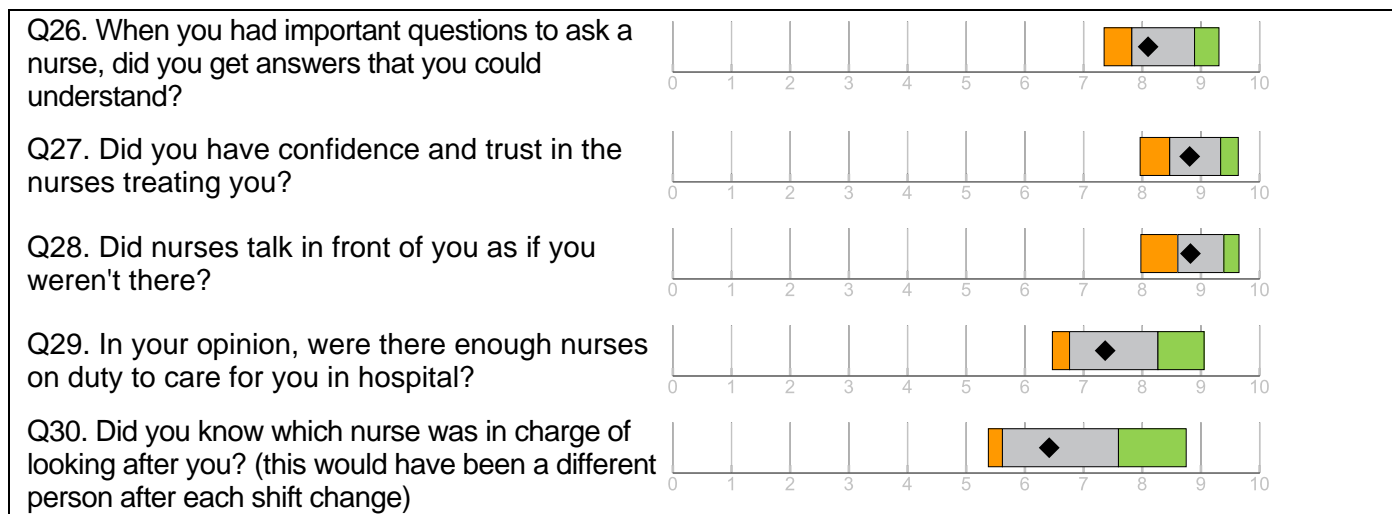 Q26. When you had important questions to ask a
nurse, did you get answers that you could
understand?
0 1 2 3 4 5 6 7 8 9 10
Q27. Did you have confidence and trust in the
nurses treating you?
0 1 2 3 4 5 6 7 8 9 10
Q28. Did nurses talk in front of you as if you
weren't there?
0 1 2 3 4 5 6 7 8 9 10
Q29. In your opinion, were there enough nurses
on duty to care for you in hospital?
0 1 2 3 4 5 6 7 8 9 10
Q30. Did you know which nurse was in charge of
looking after you? (this would have been a different
person after each shift change)
0 1 2 3 4 5 6 7 8 9 10